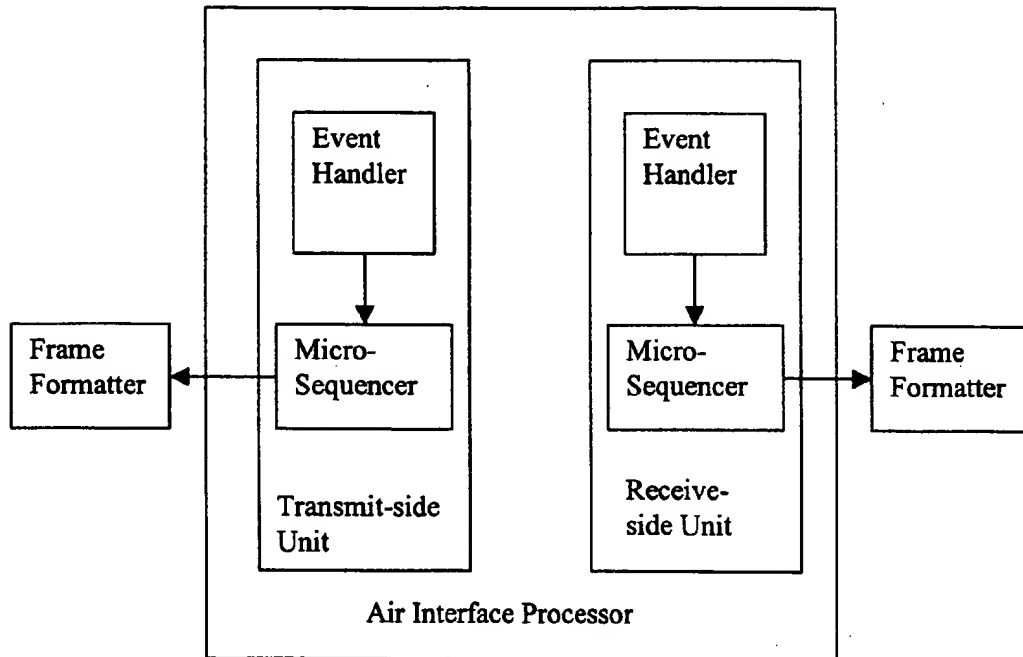 Event
Handler
Event
Handler
Frame
Formatter
Micro-
Sequencer
Micro-
Sequencer
Frame
Formatter
Transmit-side
Unit
Receive-
side Unit
Air Interface Processor